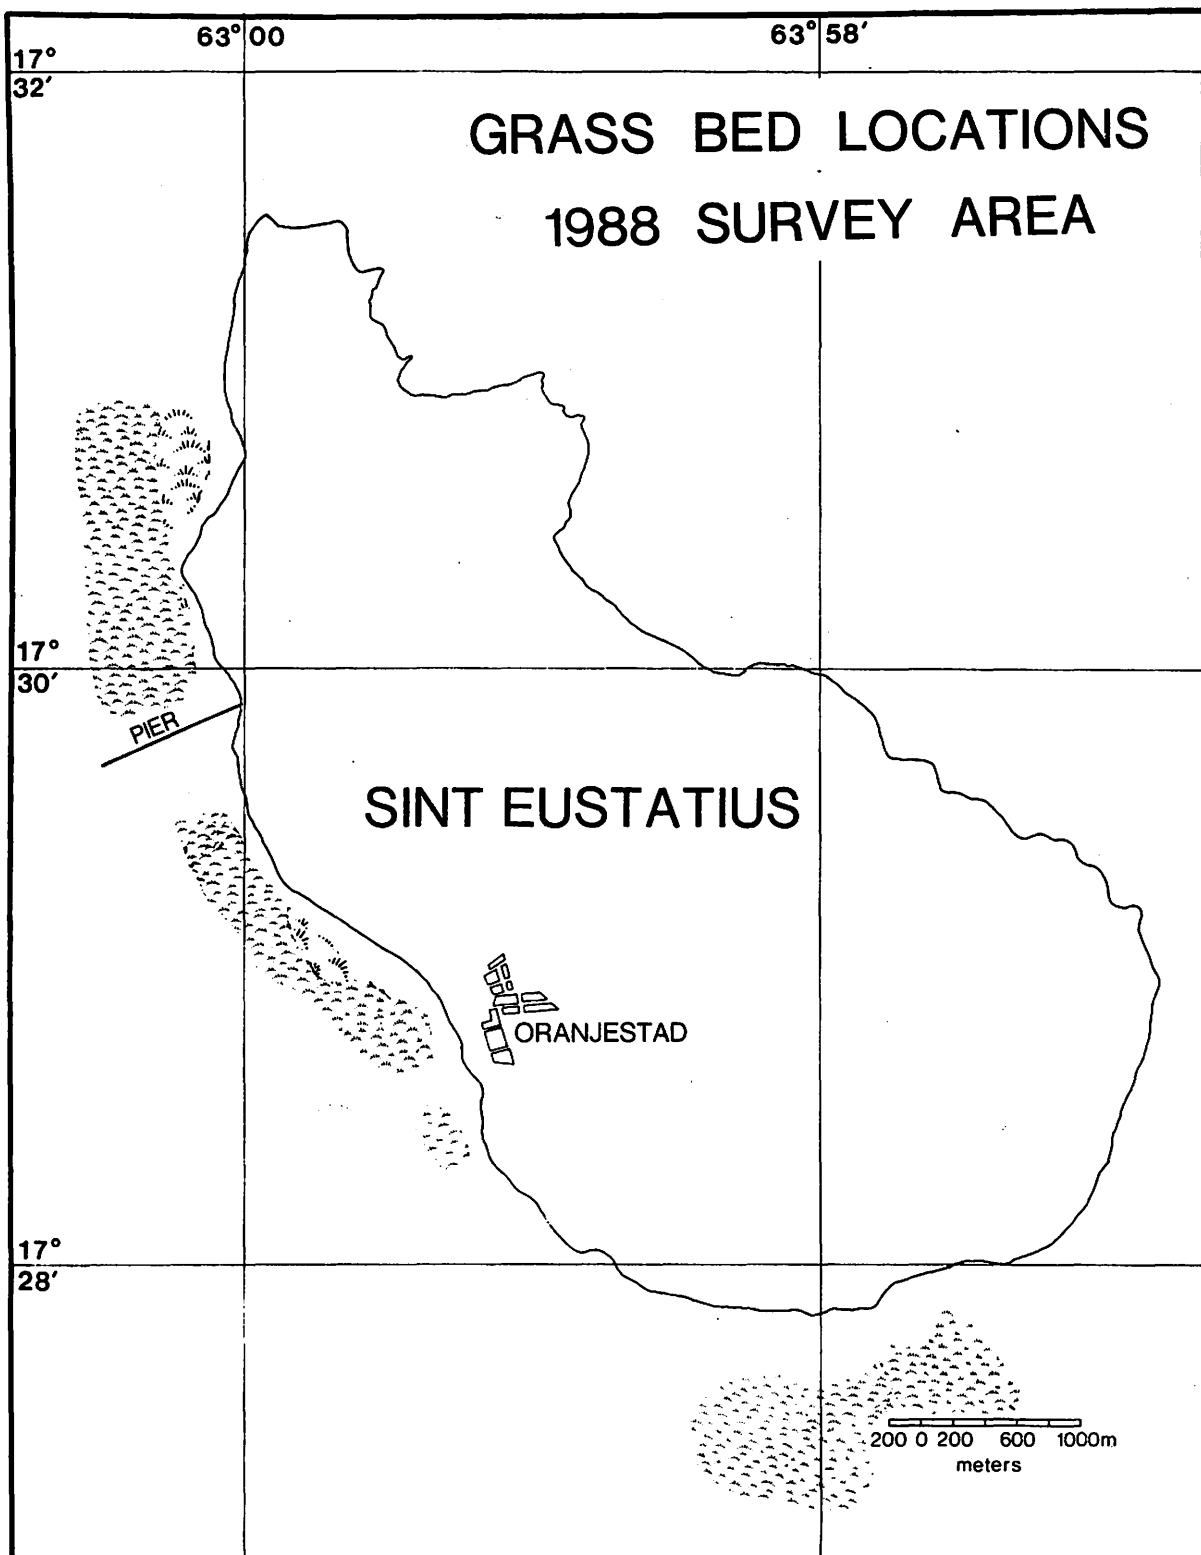 63° 00
63° 58′
17°
32′
GRASS BED LOCATIONS
1988 SURVEY AREA
17°
30′
PIER
SINT EUSTATIUS
ORANJESTAD
17°
28′
200 0 200 600 1000m
meters